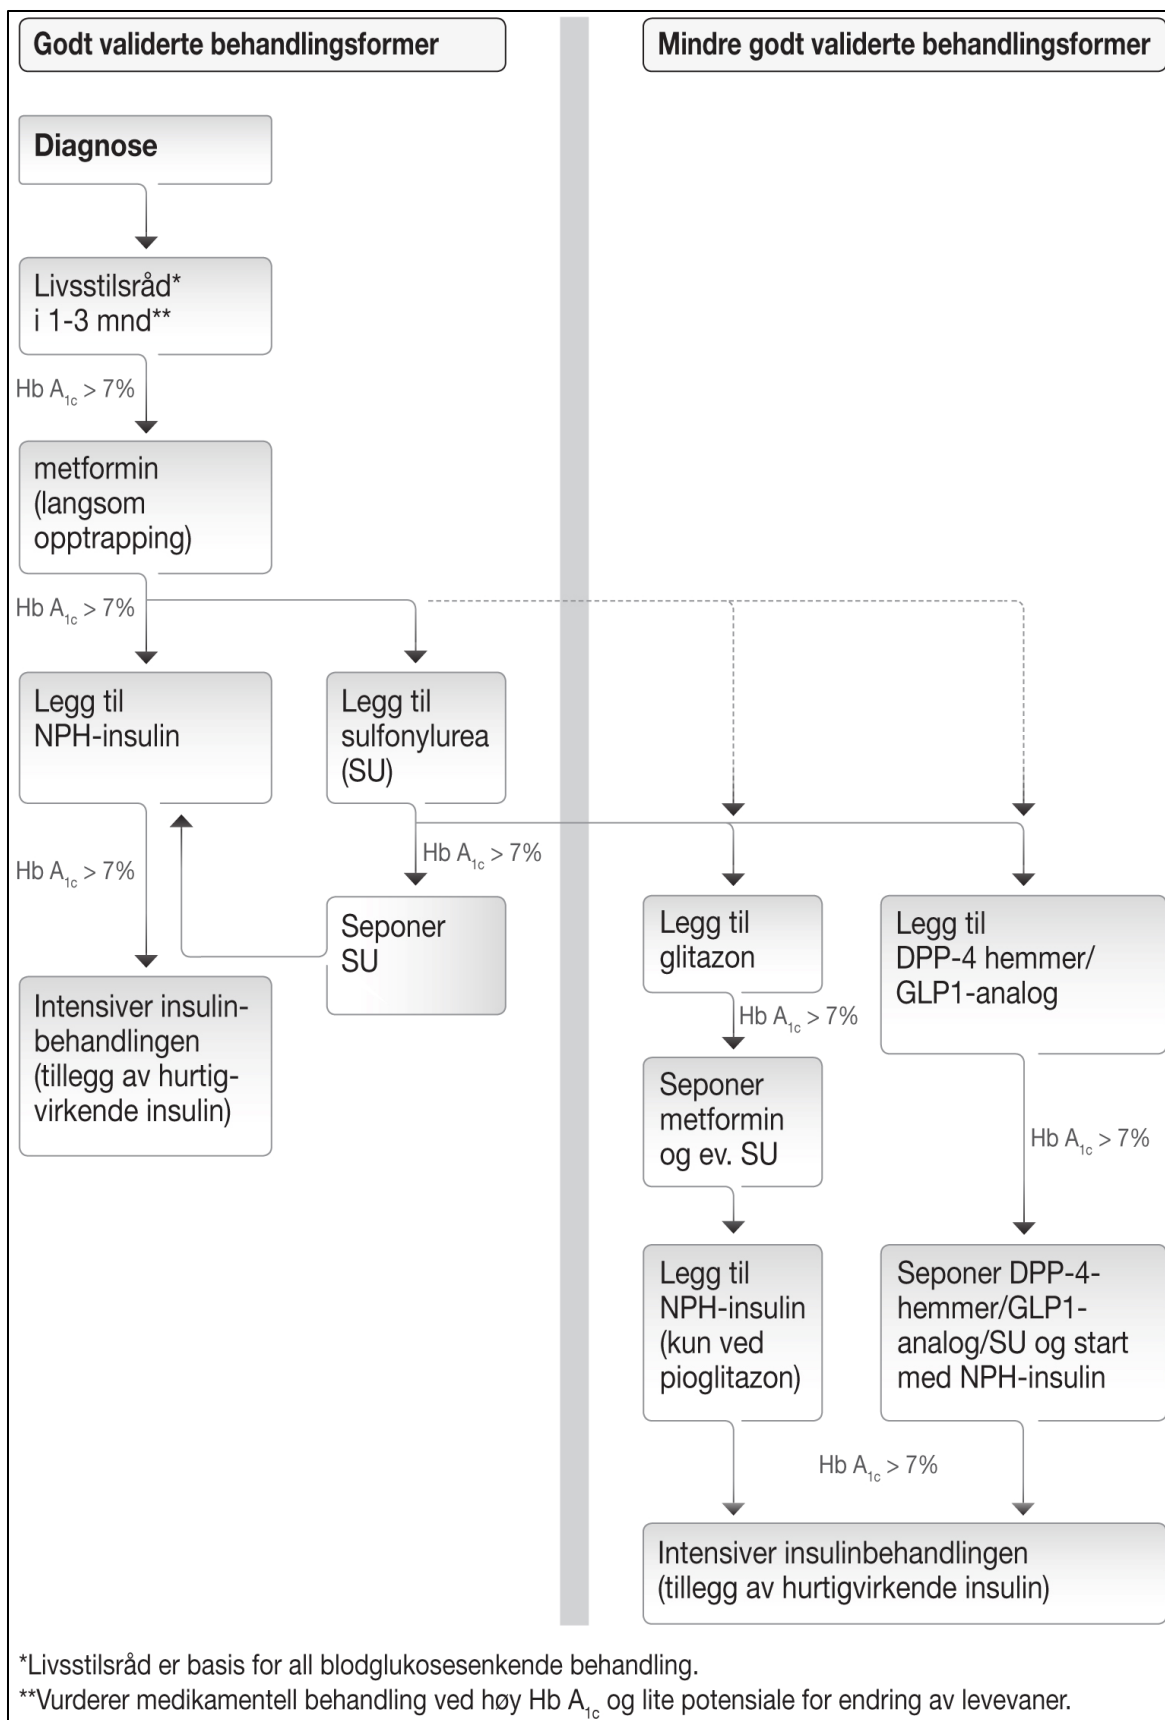 Godt validerte behandlingsformer
Mindre godt validerte behandlingsformer
Diagnose
Livsstilsråd*
i 1-3 mnd**
Hb A1c > 7%
metformin
(langsom
opptrapping)
Hb A1c > 7%
Legg til
NPH-insulin
Legg til
sulfonylurea
(SU)
Hb A1c > 7%
Hb A1c > 7%
Seponer
SU
Intensiver insulin-
behandlingen
(tillegg av hurtig-
virkende insulin)
Legg til
glitazon
Hb A1c > 7%
Seponer
metformin
og ev. SU
Legg til
NPH-insulin
(kun ved
pioglitazon)
Legg til
DPP-4 hemmer/
GLP1-analog
Hb A1c > 7%
Seponer DPP-4-
hemmer/GLP1-
analog/SU og start
med NPH-insulin
Hb A1c > 7%
Intensiver insulinbehandlingen
(tillegg av hurtigvirkende insulin)
*Livsstilsråd er basis for all blodglukosesenkende behandling.
**Vurderer medikamentell behandling ved høy Hb A1c og lite potensiale for endring av levevaner.